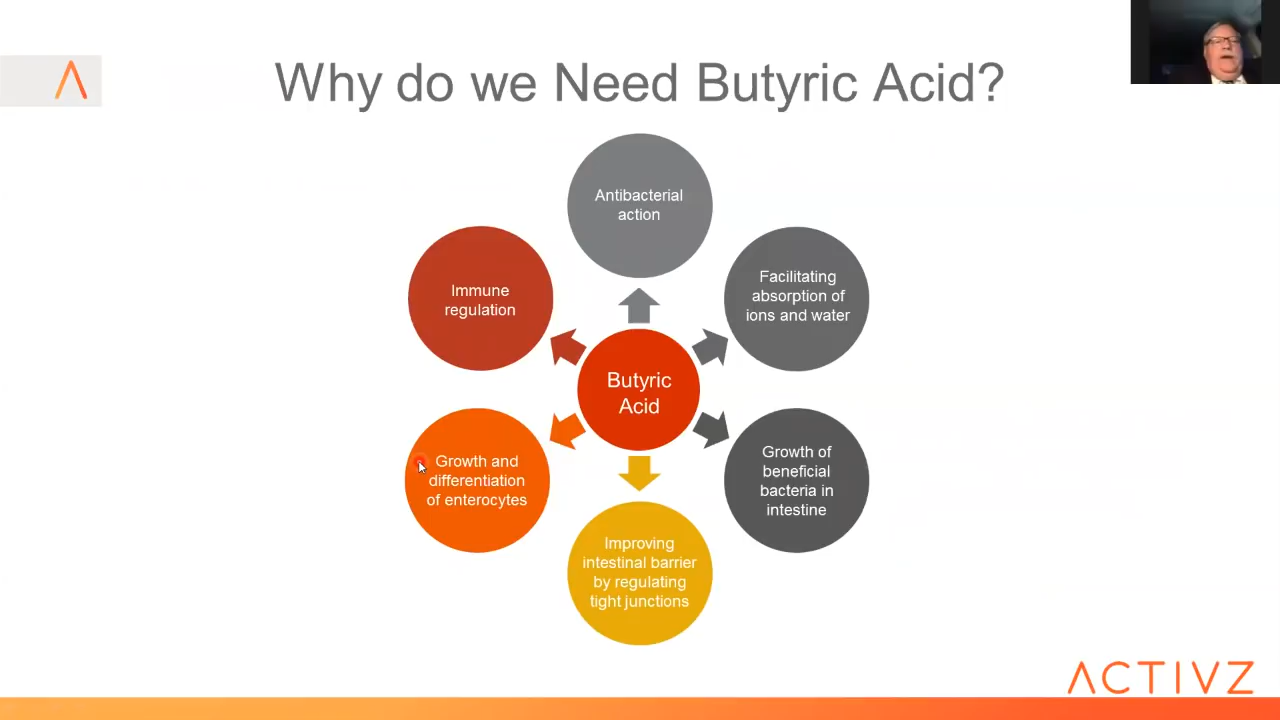 Why do we Need Butyric Acid?
Antibacterial
action
Facilitating
absorption of
ions and water
Growth of
beneficial
bacteria in
intestine
Improving
intestinal barrier
by regulating
tight junctions
Growth and
differentiation
of enterocytes
Immune
regulation
Butyric
Acid
ACTIVZ